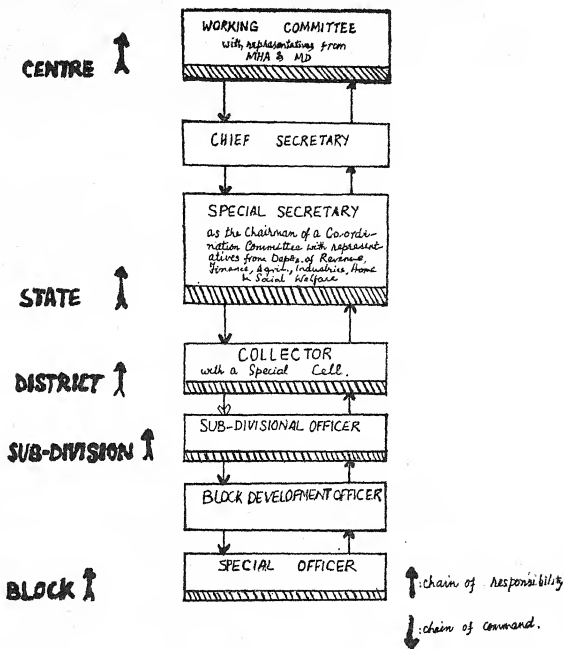 WORKING COMMITTEE
with representatives from
MHA & MD
CENTRE
CHIEF SECRETARY
SPECIAL SECRETARY
as the Chairman of a Co-ordi-
nation Committee with represent-
atives from Depts. of Revenue,
Finance, Agrin., Industries, Home
& Social Welfare
STATE
COLLECTOR
with a Special Cell.
DISTRICT
SUB-DIVISIONAL OFFICER
SUB-DIVISION
BLOCK DEVELOPMENT OFFICER
SPECIAL OFFICER
BLOCK
: chain of responsibility
: chain of command.